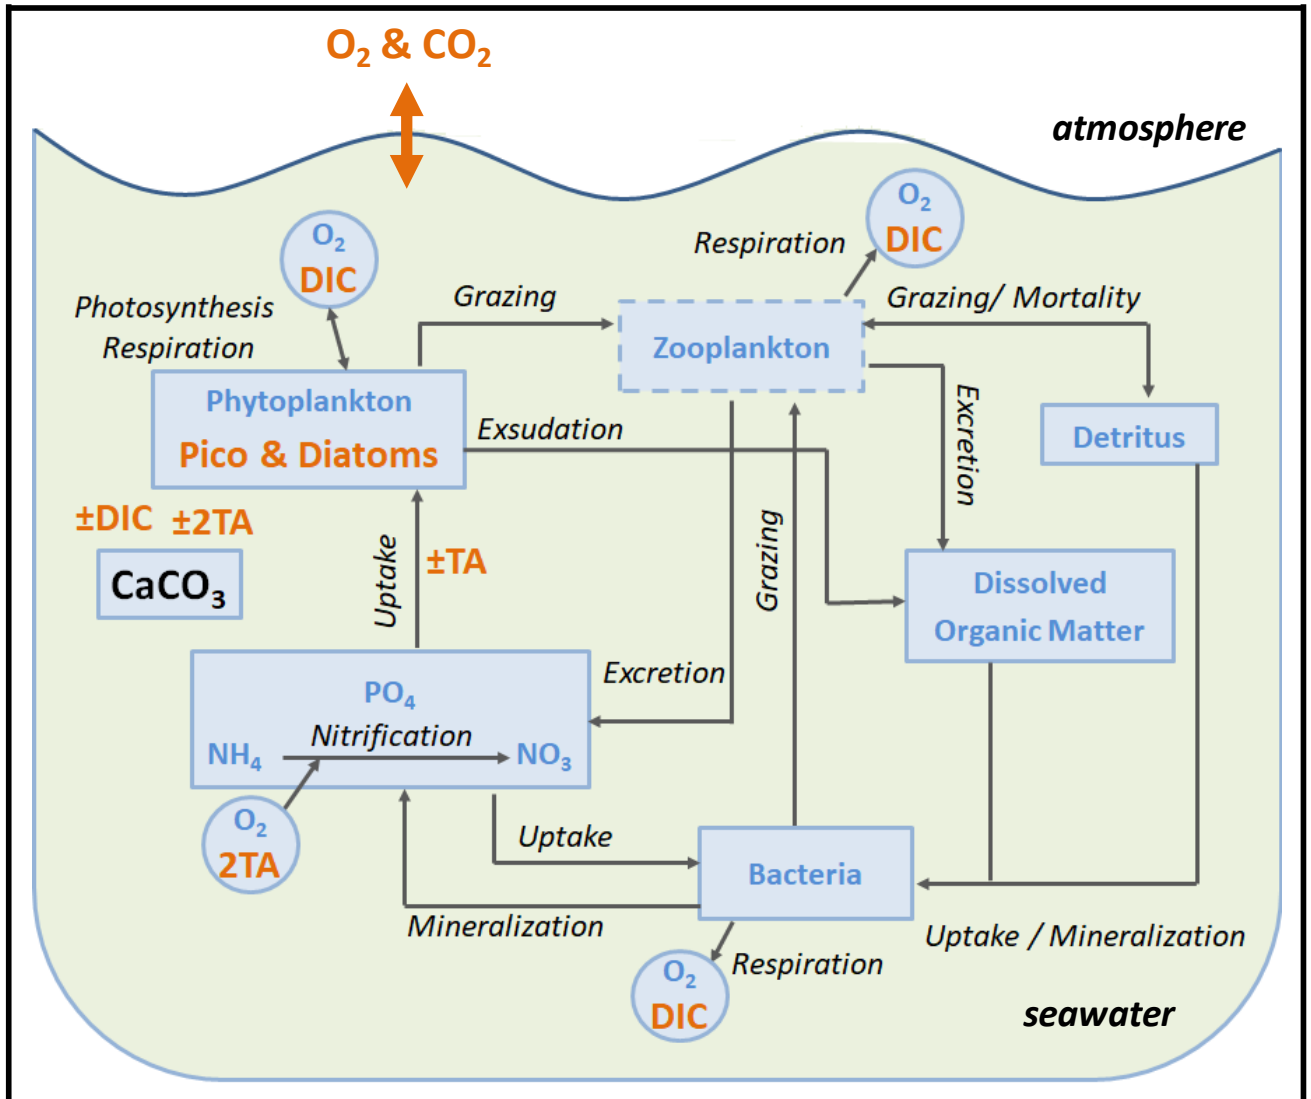 O₂ & CO₂
atmosphere
O₂
DIC
Respiration
O₂
DIC
Photosynthesis
Respiration
Grazing
Grazing/ Mortality
Zooplankton
Phytoplankton
Pico & Diatoms
Exsudation
Excretion
Detritus
±DIC ±2TA
CaCO₃
Uptake
±TA
Grazing
Dissolved
Organic Matter
Excretion
PO₄
Nitrification
NH₄
NO₃
O₂
2TA
Uptake
Bacteria
Mineralization
Uptake / Mineralization
Respiration
O₂
DIC
seawater